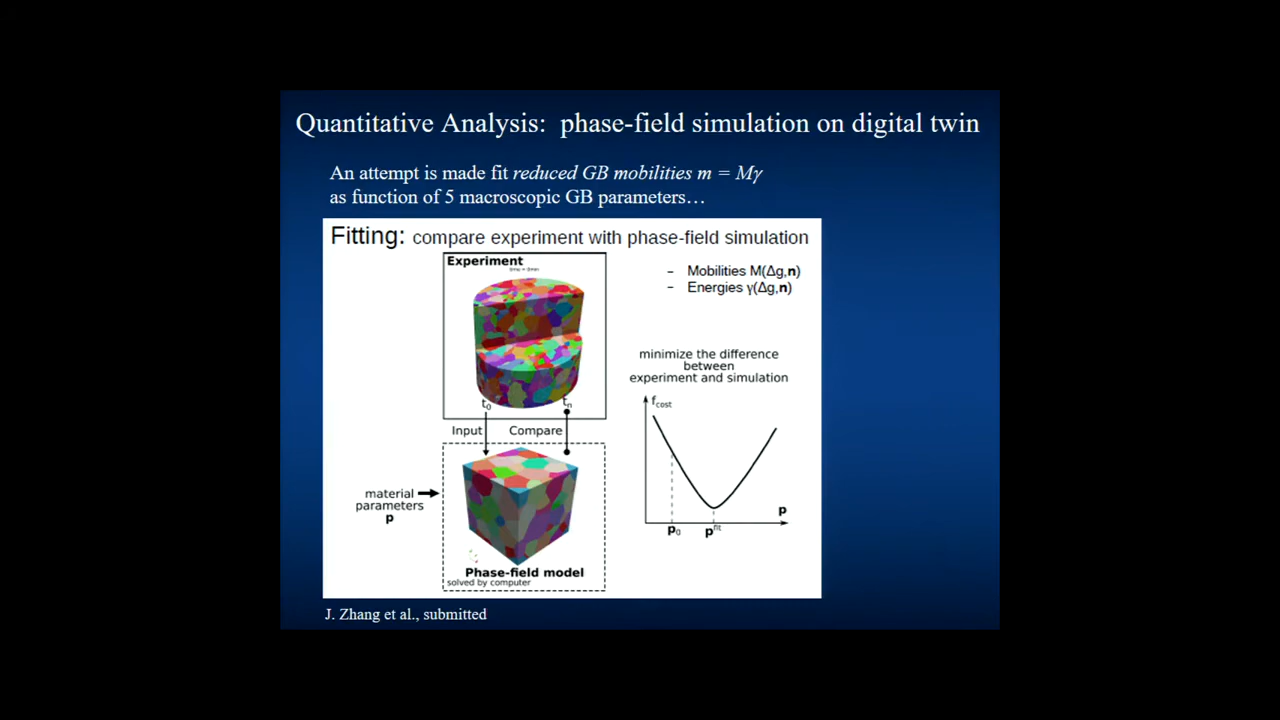 Quantitative Analysis:  phase-field simulation on digital twin
An attempt is made fit reduced GB mobilities m = Mγ
as function of 5 macroscopic GB parameters…
Fitting: compare experiment with phase-field simulation
Experiment
- Mobilities M(Δg,n)
- Energies γ(Δg,n)
minimize the difference
between
experiment and simulation
t0
tn
fcost
Input
Compare
material
parameters
p
p
p0
pfit
Phase-field model
solved by computer
J. Zhang et al., submitted